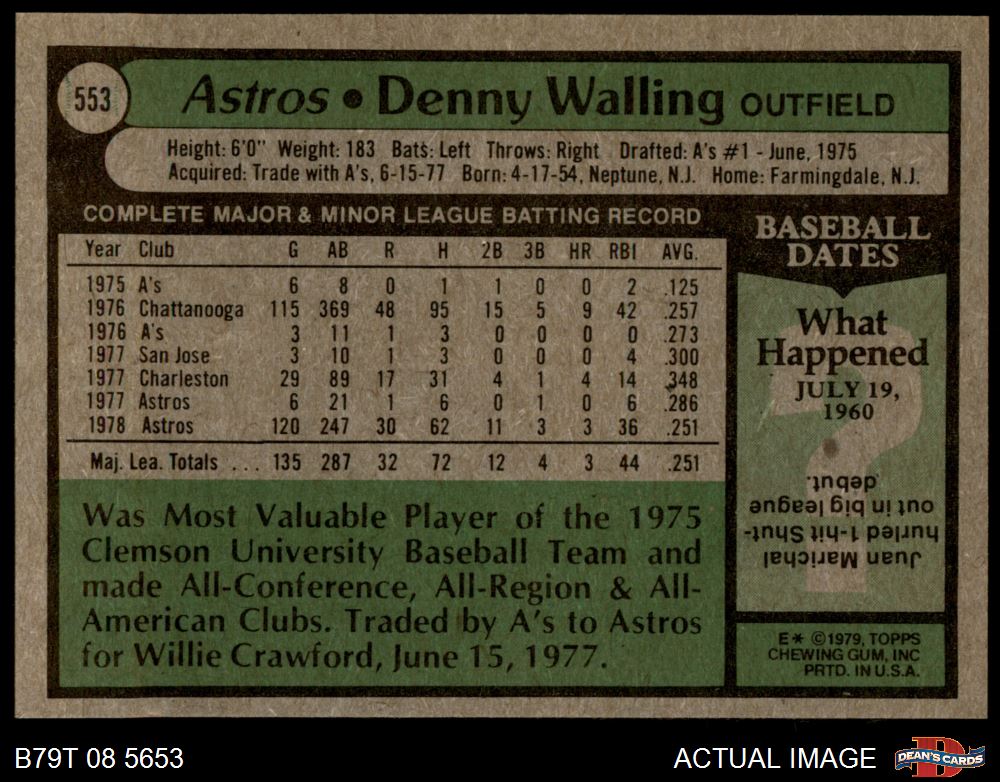 553
Astros • Denny Walling OUTFIELD
Height: 6'0" Weight: 183 Bats: Left Throws: Right Drafted: A's #1 - June, 1975
Acquired: Trade with A's, 6-15-77 Born: 4-17-54, Neptune, N.J. Home: Farmingdale, N.J.
COMPLETE MAJOR & MINOR LEAGUE BATTING RECORD
Year Club G AB R H 2B 3B HR RBI AVG.
1975 A's 6 8 0 1 1 0 0 2 .125
1976 Chattanooga 115 369 48 95 15 5 9 42 .257
1976 A's 3 11 1 3 0 0 0 0 .273
1977 San Jose 3 10 1 3 0 0 0 4 .300
1977 Charleston 29 89 17 31 4 1 4 14 .348
1977 Astros 6 21 1 6 0 1 0 6 .286
1978 Astros 120 247 30 62 11 3 3 36 .251
Maj. Lea. Totals ... 135 287 32 72 12 4 3 44 .251
Was Most Valuable Player of the 1975
Clemson University Baseball Team and
made All-Conference, All-Region & All-
American Clubs. Traded by A's to Astros
for Willie Crawford, June 15, 1977.
BASEBALL
DATES
What
Happened
JULY 19,
1960
?
Juan Marichal
hurled 1-hit Shut-
out in big league
debut.
E* ©1979, TOPPS
CHEWING GUM, INC
PRTD. IN U.S.A.
B79T 08 5653
ACTUAL IMAGE
D
DEAN'S CARDS